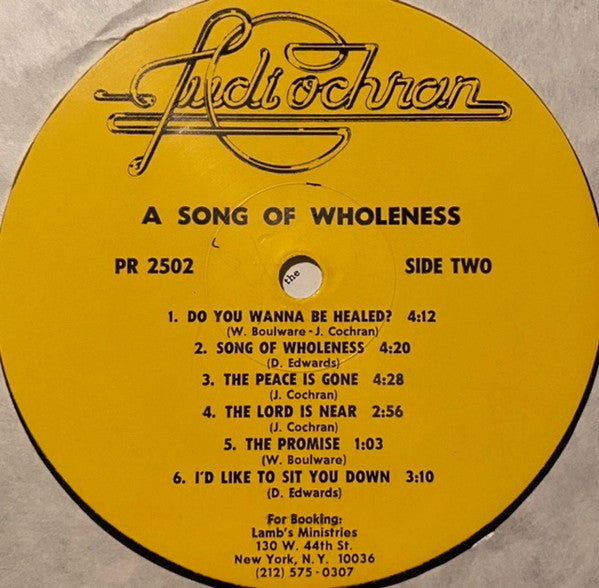 Judi Cochran
A SONG OF WHOLENESS
PR 2502 SIDE TWO
the
1. DO YOU WANNA BE HEALED? 4:12
(W. Boulware - J. Cochran)
2. SONG OF WHOLENESS 4:20
(D. Edwards)
3. THE PEACE IS GONE 4:28
(J. Cochran)
4. THE LORD IS NEAR 2:56
(J. Cochran)
5. THE PROMISE 1:03
(W. Boulware)
6. I'D LIKE TO SIT YOU DOWN 3:10
(D. Edwards)
For Booking:
Lamb's Ministries
130 W. 44th St.
New York, N.Y. 10036
(212) 575-0307